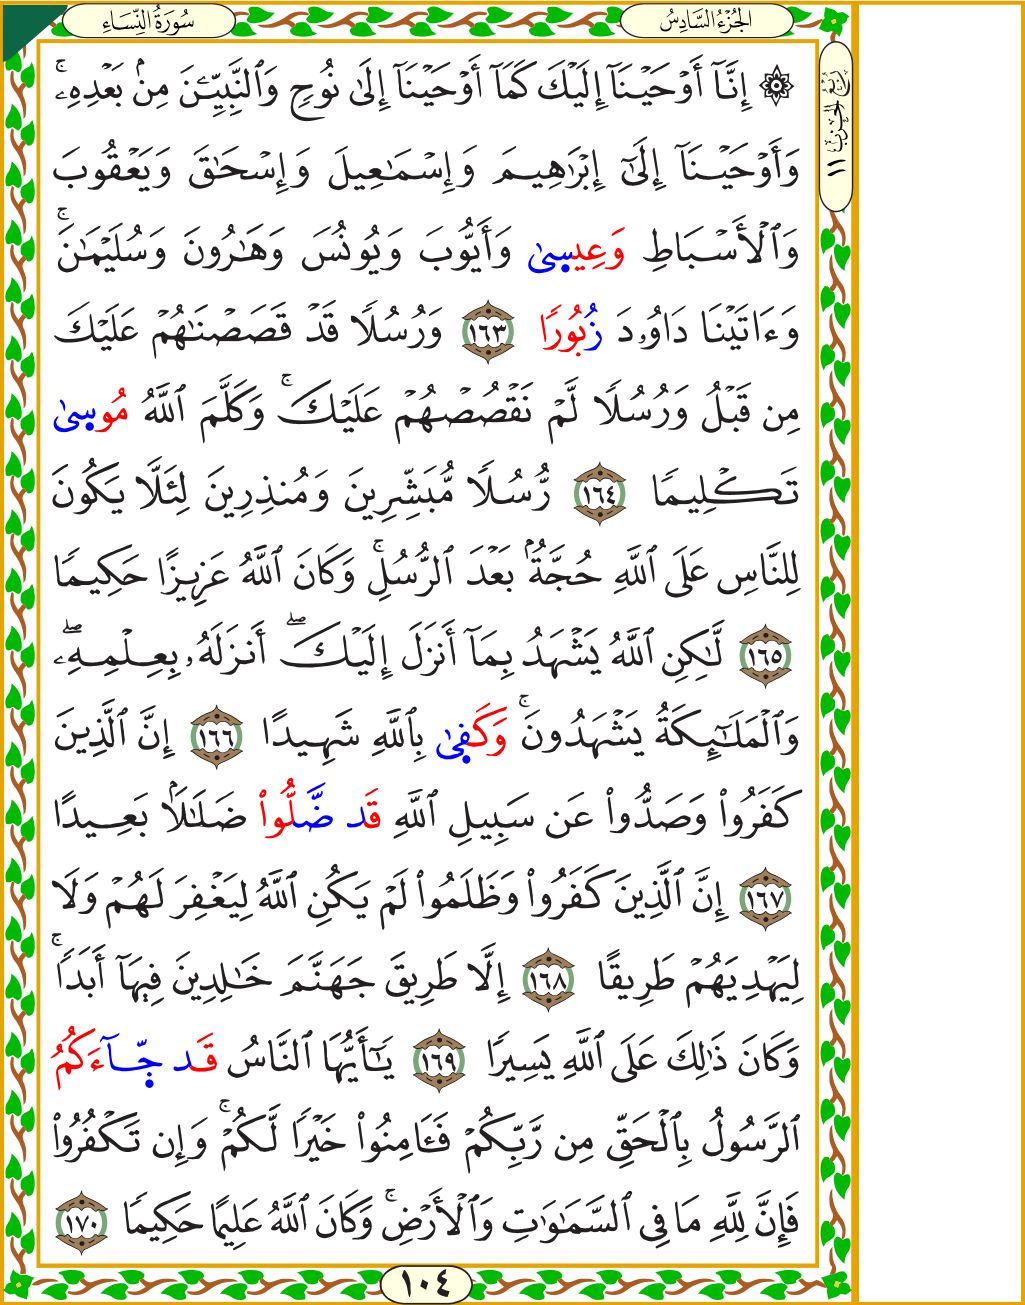 سُورَةُ النِّسَاءِ
الجُزْءُ السَّادِسُ
رُبْعُ الحِزْبِ ١١
۞ إِنَّآ أَوْحَيْنَآ إِلَيْكَ كَمَآ أَوْحَيْنَآ إِلَىٰ نُوحٍ وَٱلنَّبِيِّـۧنَ مِنۢ بَعْدِهِۦۚ
وَأَوْحَيْنَآ إِلَىٰٓ إِبْرَٰهِيمَ وَإِسْمَـٰعِيلَ وَإِسْحَـٰقَ وَيَعْقُوبَ
وَٱلْأَسْبَاطِ وَعِيسىٰ وَأَيُّوبَ وَيُونُسَ وَهَـٰرُونَ وَسُلَيْمَـٰنَۚ
وَءَاتَيْنَا دَاوُۥدَ زُبُورًا ١٦٣ وَرُسُلًا قَدْ قَصَصْنَـٰهُمْ عَلَيْكَ
مِن قَبْلُ وَرُسُلًا لَّمْ نَقْصُصْهُمْ عَلَيْكَۚ وَكَلَّمَ ٱللَّهُ مُوسىٰ
تَكْلِيمًا ١٦٤ رُّسُلًا مُّبَشِّرِينَ وَمُنذِرِينَ لِئَلَّا يَكُونَ
لِلنَّاسِ عَلَى ٱللَّهِ حُجَّةٌۢ بَعْدَ ٱلرُّسُلِۚ وَكَانَ ٱللَّهُ عَزِيزًا حَكِيمًا
١٦٥ لَّـٰكِنِ ٱللَّهُ يَشْهَدُ بِمَآ أَنزَلَ إِلَيْكَۖ أَنزَلَهُۥ بِعِلْمِهِۦۖ
وَٱلْمَلَـٰٓئِكَةُ يَشْهَدُونَۚ وَكَفىٰ بِٱللَّهِ شَهِيدًا ١٦٦ إِنَّ ٱلَّذِينَ
كَفَرُوا۟ وَصَدُّوا۟ عَن سَبِيلِ ٱللَّهِ قَد ضَّلُّوا۟ ضَلَـٰلًۢا بَعِيدًا
١٦٧ إِنَّ ٱلَّذِينَ كَفَرُوا۟ وَظَلَمُوا۟ لَمْ يَكُنِ ٱللَّهُ لِيَغْفِرَ لَهُمْ وَلَا
لِيَهْدِيَهُمْ طَرِيقًا ١٦٨ إِلَّا طَرِيقَ جَهَنَّمَ خَـٰلِدِينَ فِيهَآ أَبَدًاۚ
وَكَانَ ذَٰلِكَ عَلَى ٱللَّهِ يَسِيرًا ١٦٩ يَـٰٓأَيُّهَا ٱلنَّاسُ قَد جَّآءَكُمُ
ٱلرَّسُولُ بِٱلْحَقِّ مِن رَّبِّكُمْ فَـَٔامِنُوا۟ خَيْرًا لَّكُمْۚ وَإِن تَكْفُرُوا۟
فَإِنَّ لِلَّهِ مَا فِى ٱلسَّمَـٰوَٰتِ وَٱلْأَرْضِۚ وَكَانَ ٱللَّهُ عَلِيمًا حَكِيمًا ١٧٠
١٠٤